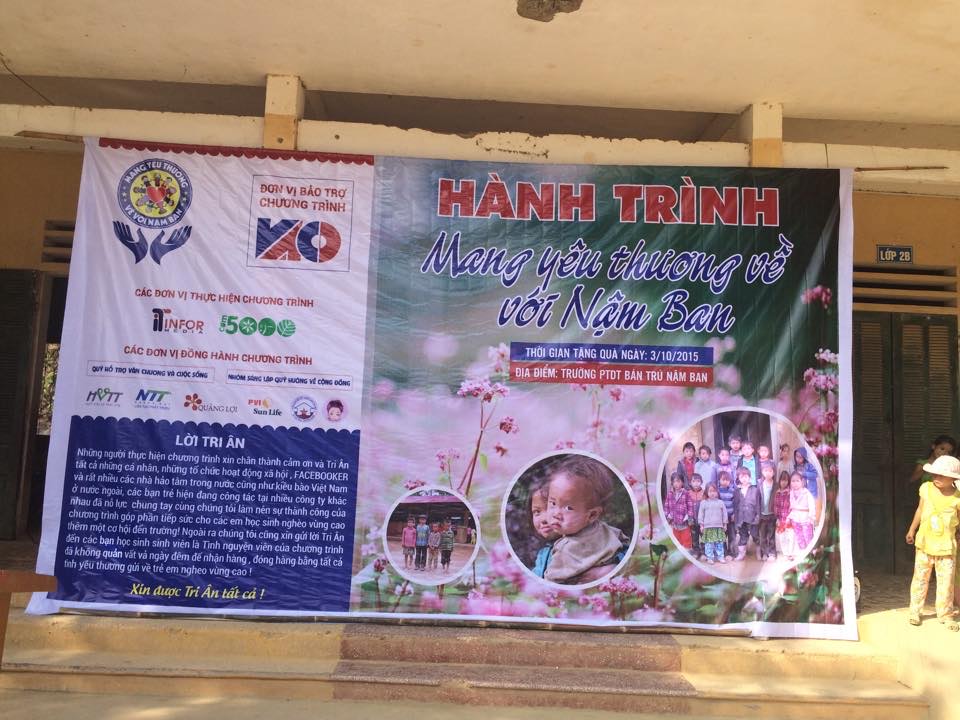 MANG YÊU THƯƠNG
VỀ VỚI NẬM BAN
ĐƠN VỊ BẢO TRỢ
CHƯƠNG TRÌNH
CÁC ĐƠN VỊ THỰC HIỆN CHƯƠNG TRÌNH
INFOR
MEDIA
5000
CÁC ĐƠN VỊ ĐỒNG HÀNH CHƯƠNG TRÌNH
QUỸ HỖ TRỢ VĂN CHƯƠNG VÀ CUỘC SỐNG
NHÓM SÁNG LẬP QUỸ HƯỚNG VỀ CỘNG ĐỒNG
HVTT
NTT
QUẢNG LỢI
PVI
Sun Life
LỜI TRI ÂN
Những người thực hiện chương trình xin chân thành cảm ơn và Tri Ân
tất cả những cá nhân, những tổ chức hoạt động xã hội , FACEBOOKER
và rất nhiều các nhà hảo tâm trong nước cũng như kiều bào Việt Nam
ở nước ngoài, các bạn trẻ hiện đang công tác tại nhiều công ty khác
nhau đã nỗ lực chung tay cùng chúng tôi làm nên sự thành công của
chương trình góp phần tiếp sức cho các em học sinh nghèo vùng cao
thêm một cơ hội đến trường! Ngoài ra chúng tôi cũng xin gửi lời Tri Ân
đến các bạn học sinh sinh viên là Tình nguyện viên của chương trình
đã không quản vất vả ngày đêm để nhận hàng , đóng hàng bằng tất cả
tình yêu thương gửi về trẻ em nghèo vùng cao !
Xin được Tri Ân tất cả !
HÀNH TRÌNH
Mang yêu thương về
với Nậm Ban
THỜI GIAN TẶNG QUÀ NGÀY: 3/10/2015
ĐỊA ĐIỂM: TRƯỜNG PTDT BÁN TRÚ NẬM BAN
LỚP 2B